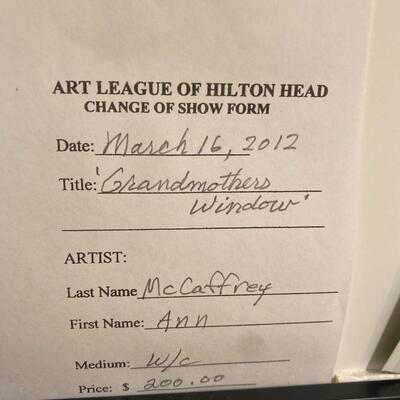 ART LEAGUE OF HILTON HEAD
CHANGE OF SHOW FORM
Date: March 16, 2012
Title: 'Grandmothers
Window'
ARTIST:
Last Name McCaffrey
First Name: Ann
Medium: W/C
Price: $ 200.00